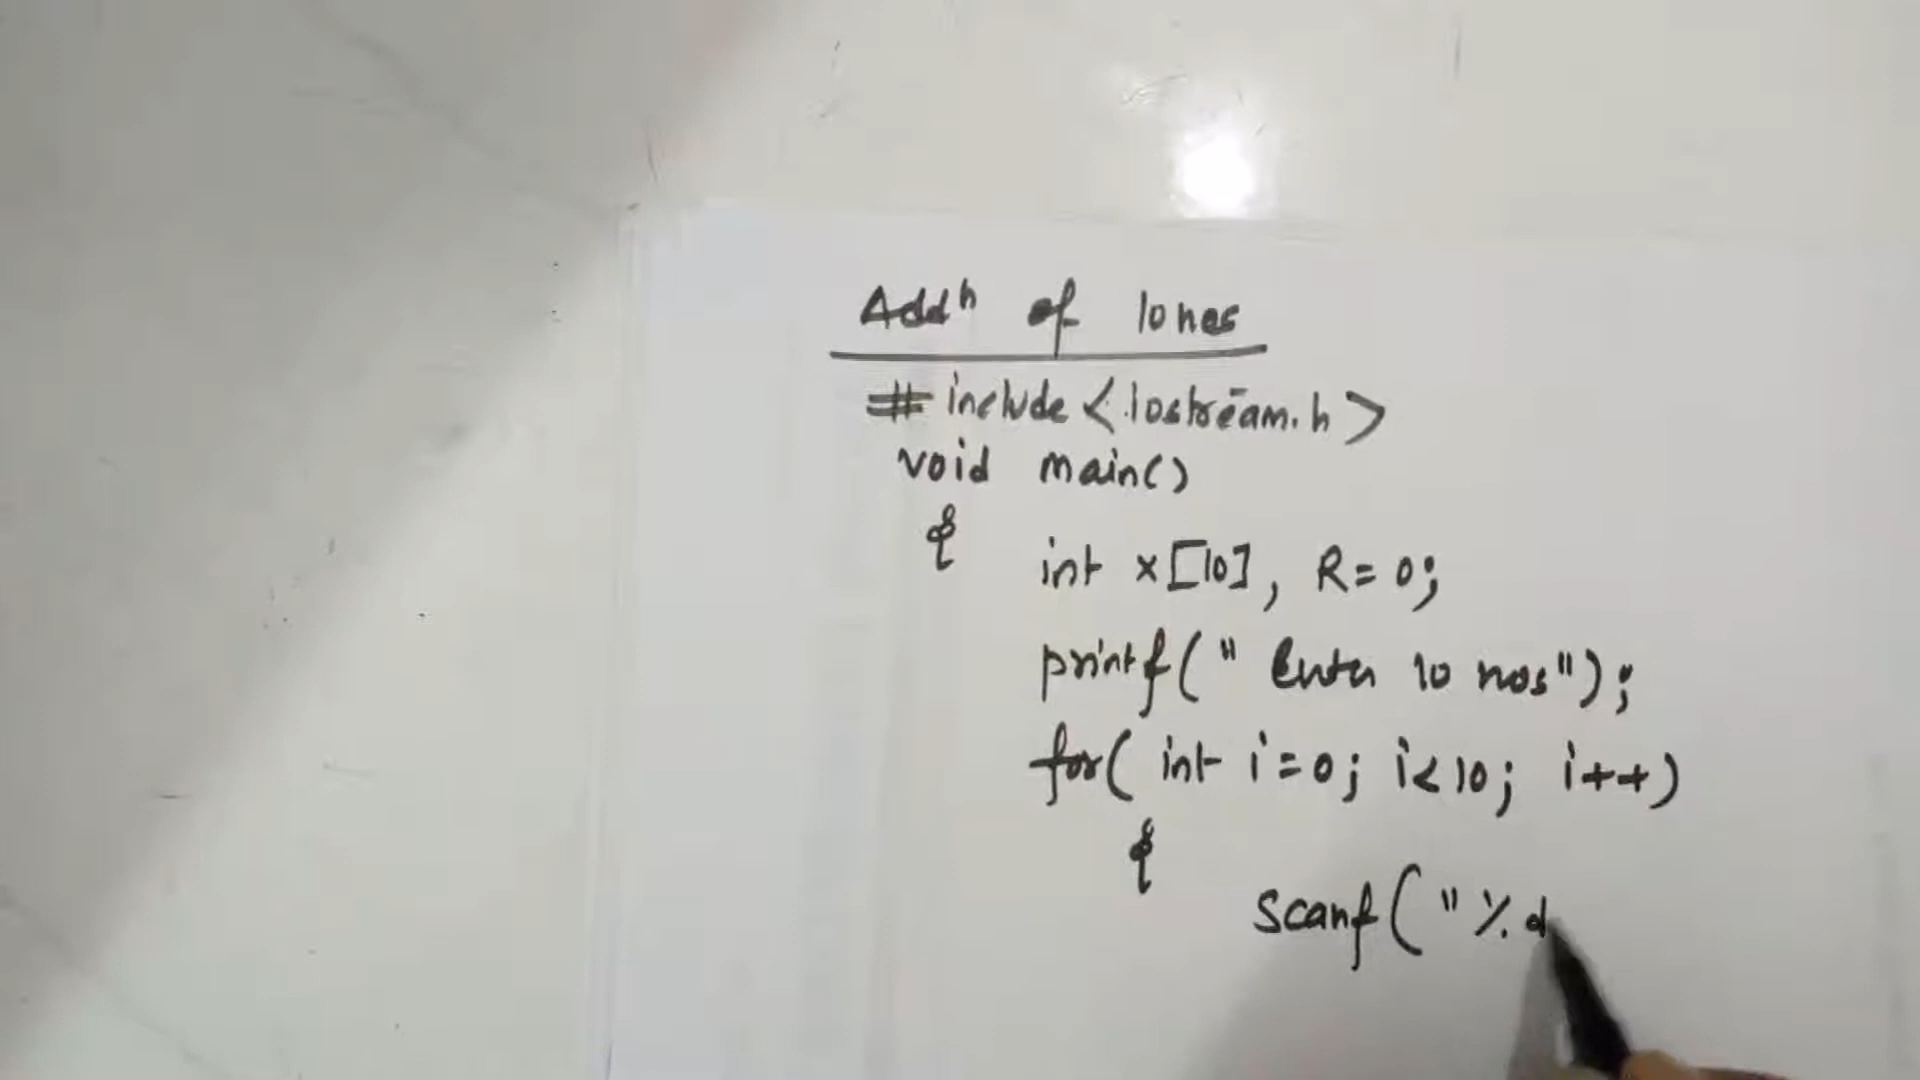 Addn of 10 nos
# include <iostream.h>
void main()
{
int x[10], R=0;
printf(" Enter 10 nos");
for( int i=0; i<10; i++)
{
scanf(" %d